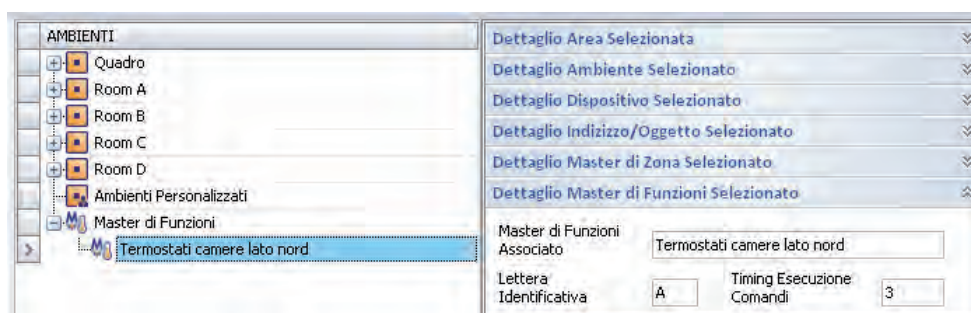 AMBIENTI
Quadro
Room A
Room B
Room C
Room D
Ambienti Personalizzati
Master di Funzioni
Termostati camere lato nord
Dettaglio Area Selezionata
Dettaglio Ambiente Selezionato
Dettaglio Dispositivo Selezionato
Dettaglio Indizizzo/Oggetto Selezionato
Dettaglio Master di Zona Selezionato
Dettaglio Master di Funzioni Selezionato
Master di Funzioni
Associato
Termostati camere lato nord
Lettera
Identificativa
A
Timing Esecuzione
Comandi
3